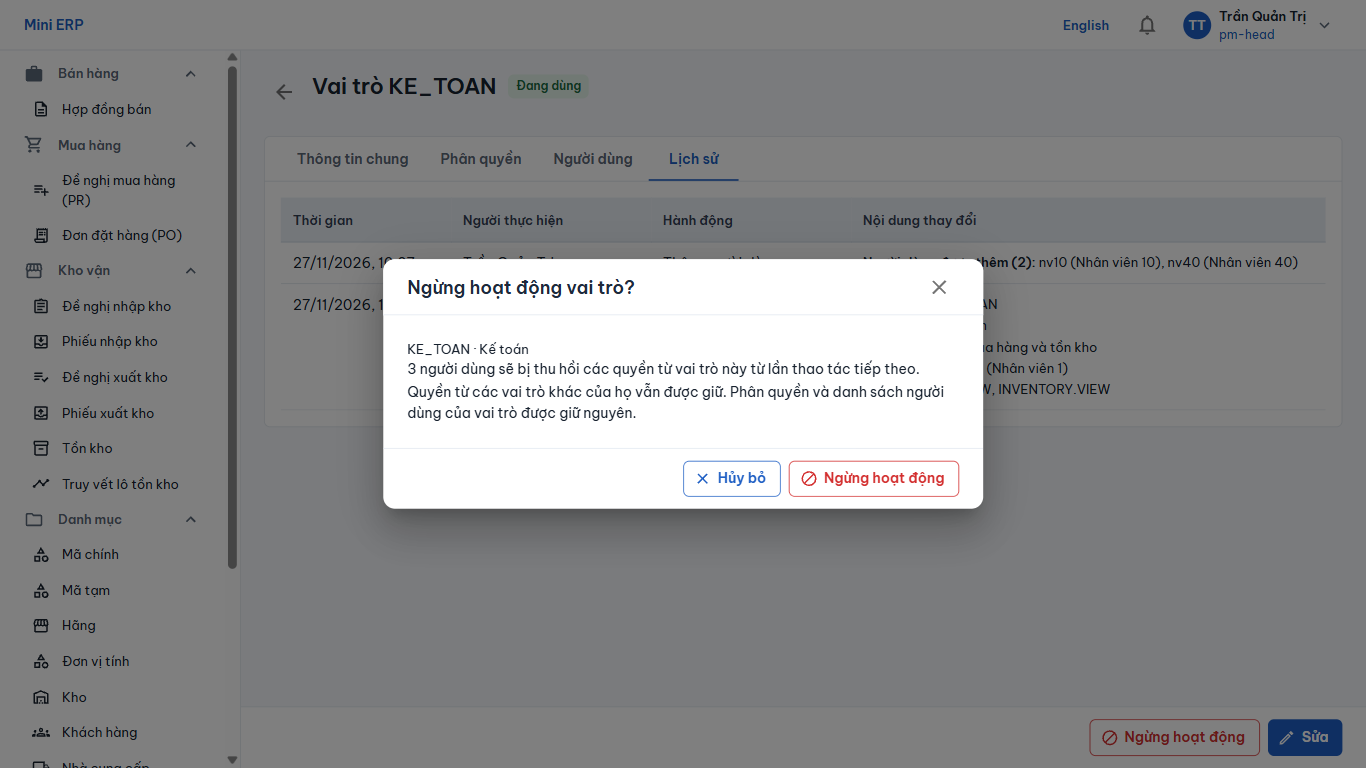 Mini ERP
English
TT
Trần Quản Trị
pm-head
Bán hàng
Hợp đồng bán
Mua hàng
Đề nghị mua hàng
(PR)
Đơn đặt hàng (PO)
Kho vận
Đề nghị nhập kho
Phiếu nhập kho
Đề nghị xuất kho
Phiếu xuất kho
Tồn kho
Truy vết lô tồn kho
Danh mục
Mã chính
Mã tạm
Hãng
Đơn vị tính
Kho
Khách hàng
Vai trò KE_TOAN
Đang dùng
Thông tin chung
Phân quyền
Người dùng
Lịch sử
Thời gian
Người thực hiện
Hành động
Nội dung thay đổi
27/11/2026,
thêm (2): nv10 (Nhân viên 10), nv40 (Nhân viên 40)
27/11/2026,
hàng và tồn kho
(Nhân viên 1)
INVENTORY.VIEW
Ngừng hoạt động vai trò?
KE_TOAN · Kế toán
3 người dùng sẽ bị thu hồi các quyền từ vai trò này từ lần thao tác tiếp theo.
Quyền từ các vai trò khác của họ vẫn được giữ. Phân quyền và danh sách người
dùng của vai trò được giữ nguyên.
Hủy bỏ
Ngừng hoạt động
Ngừng hoạt động
Sửa